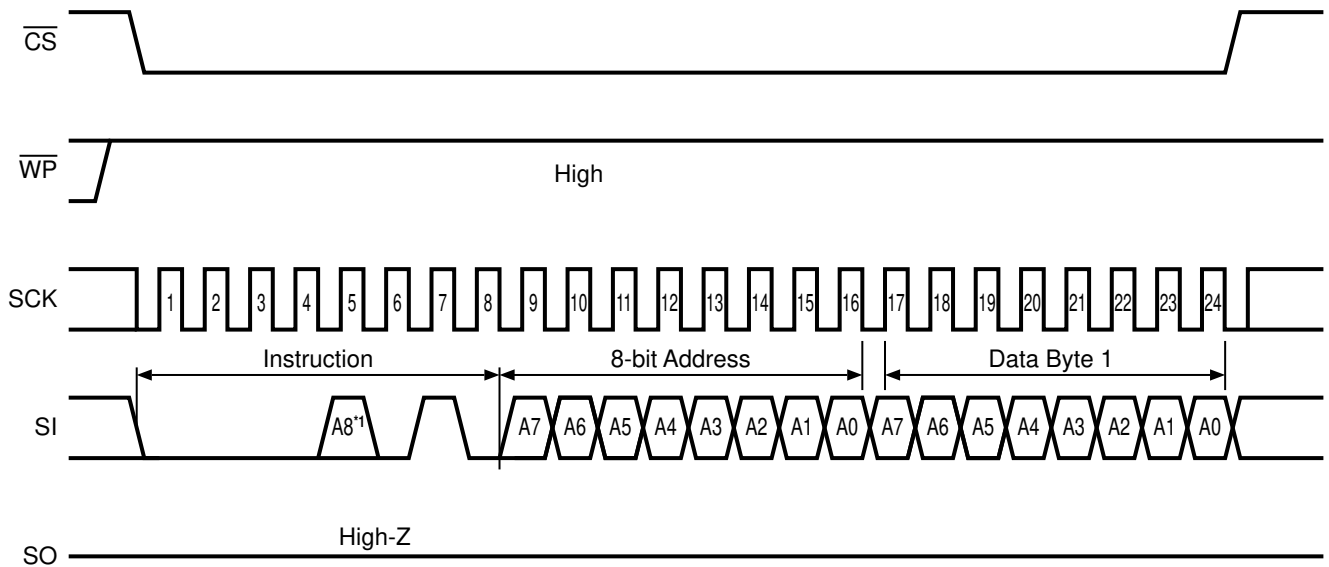 CS
WP
High
SCK 1 2 3 4 5 6 7 8 9 10 11 12 13 14 15 16 17 18 19 20 21 22 23 24
Instruction 8-bit Address Data Byte 1
SI A8*1 A7 A6 A5 A4 A3 A2 A1 A0 A7 A6 A5 A4 A3 A2 A1 A0
High-Z
SO